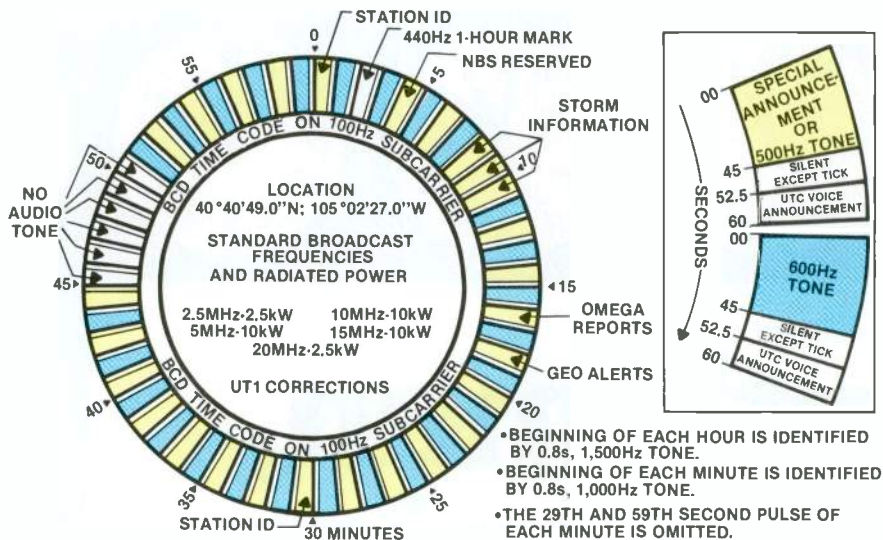 STATION ID
0
440Hz 1-HOUR MARK
NBS RESERVED
5
STORM
INFORMATION
10
15
OMEGA
REPORTS
GEO ALERTS
20
25
30 MINUTES
STATION ID
35
40
45
NO
AUDIO
TONE
50
55
BCD TIME CODE ON 100Hz SUBCARRIER
LOCATION
40°40'49.0"N; 105°02'27.0"W
STANDARD BROADCAST
FREQUENCIES
AND RADIATED POWER
2.5MHz-2.5kW 10MHz-10kW
5MHz-10kW 15MHz-10kW
20MHz-2.5kW
UT1 CORRECTIONS
BCD TIME CODE ON 100Hz SUBCARRIER
SECONDS
00
SPECIAL
ANNOUNCE-
MENT
OR
500Hz TONE
45
SILENT
EXCEPT TICK
52.5
UTC VOICE
ANNOUNCEMENT
60
00
600Hz
TONE
45
SILENT
EXCEPT TICK
52.5
UTC VOICE
ANNOUNCEMENT
60
•BEGINNING OF EACH HOUR IS IDENTIFIED
BY 0.8s, 1,500Hz TONE.
•BEGINNING OF EACH MINUTE IS IDENTIFIED
BY 0.8s, 1,000Hz TONE.
•THE 29TH AND 59TH SECOND PULSE OF
EACH MINUTE IS OMITTED.